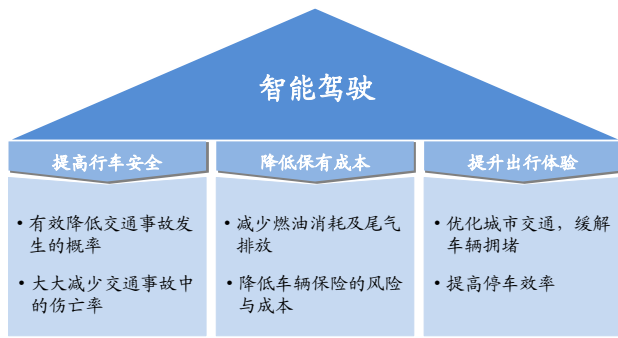 智能驾驶
提高行车安全
• 有效降低交通事故发
生的概率
• 大大减少交通事故中
的伤亡率
降低保有成本
• 减少燃油消耗及尾气
排放
• 降低车辆保险的风险
与成本
提升出行体验
• 优化城市交通，缓解
车辆拥堵
• 提高停车效率